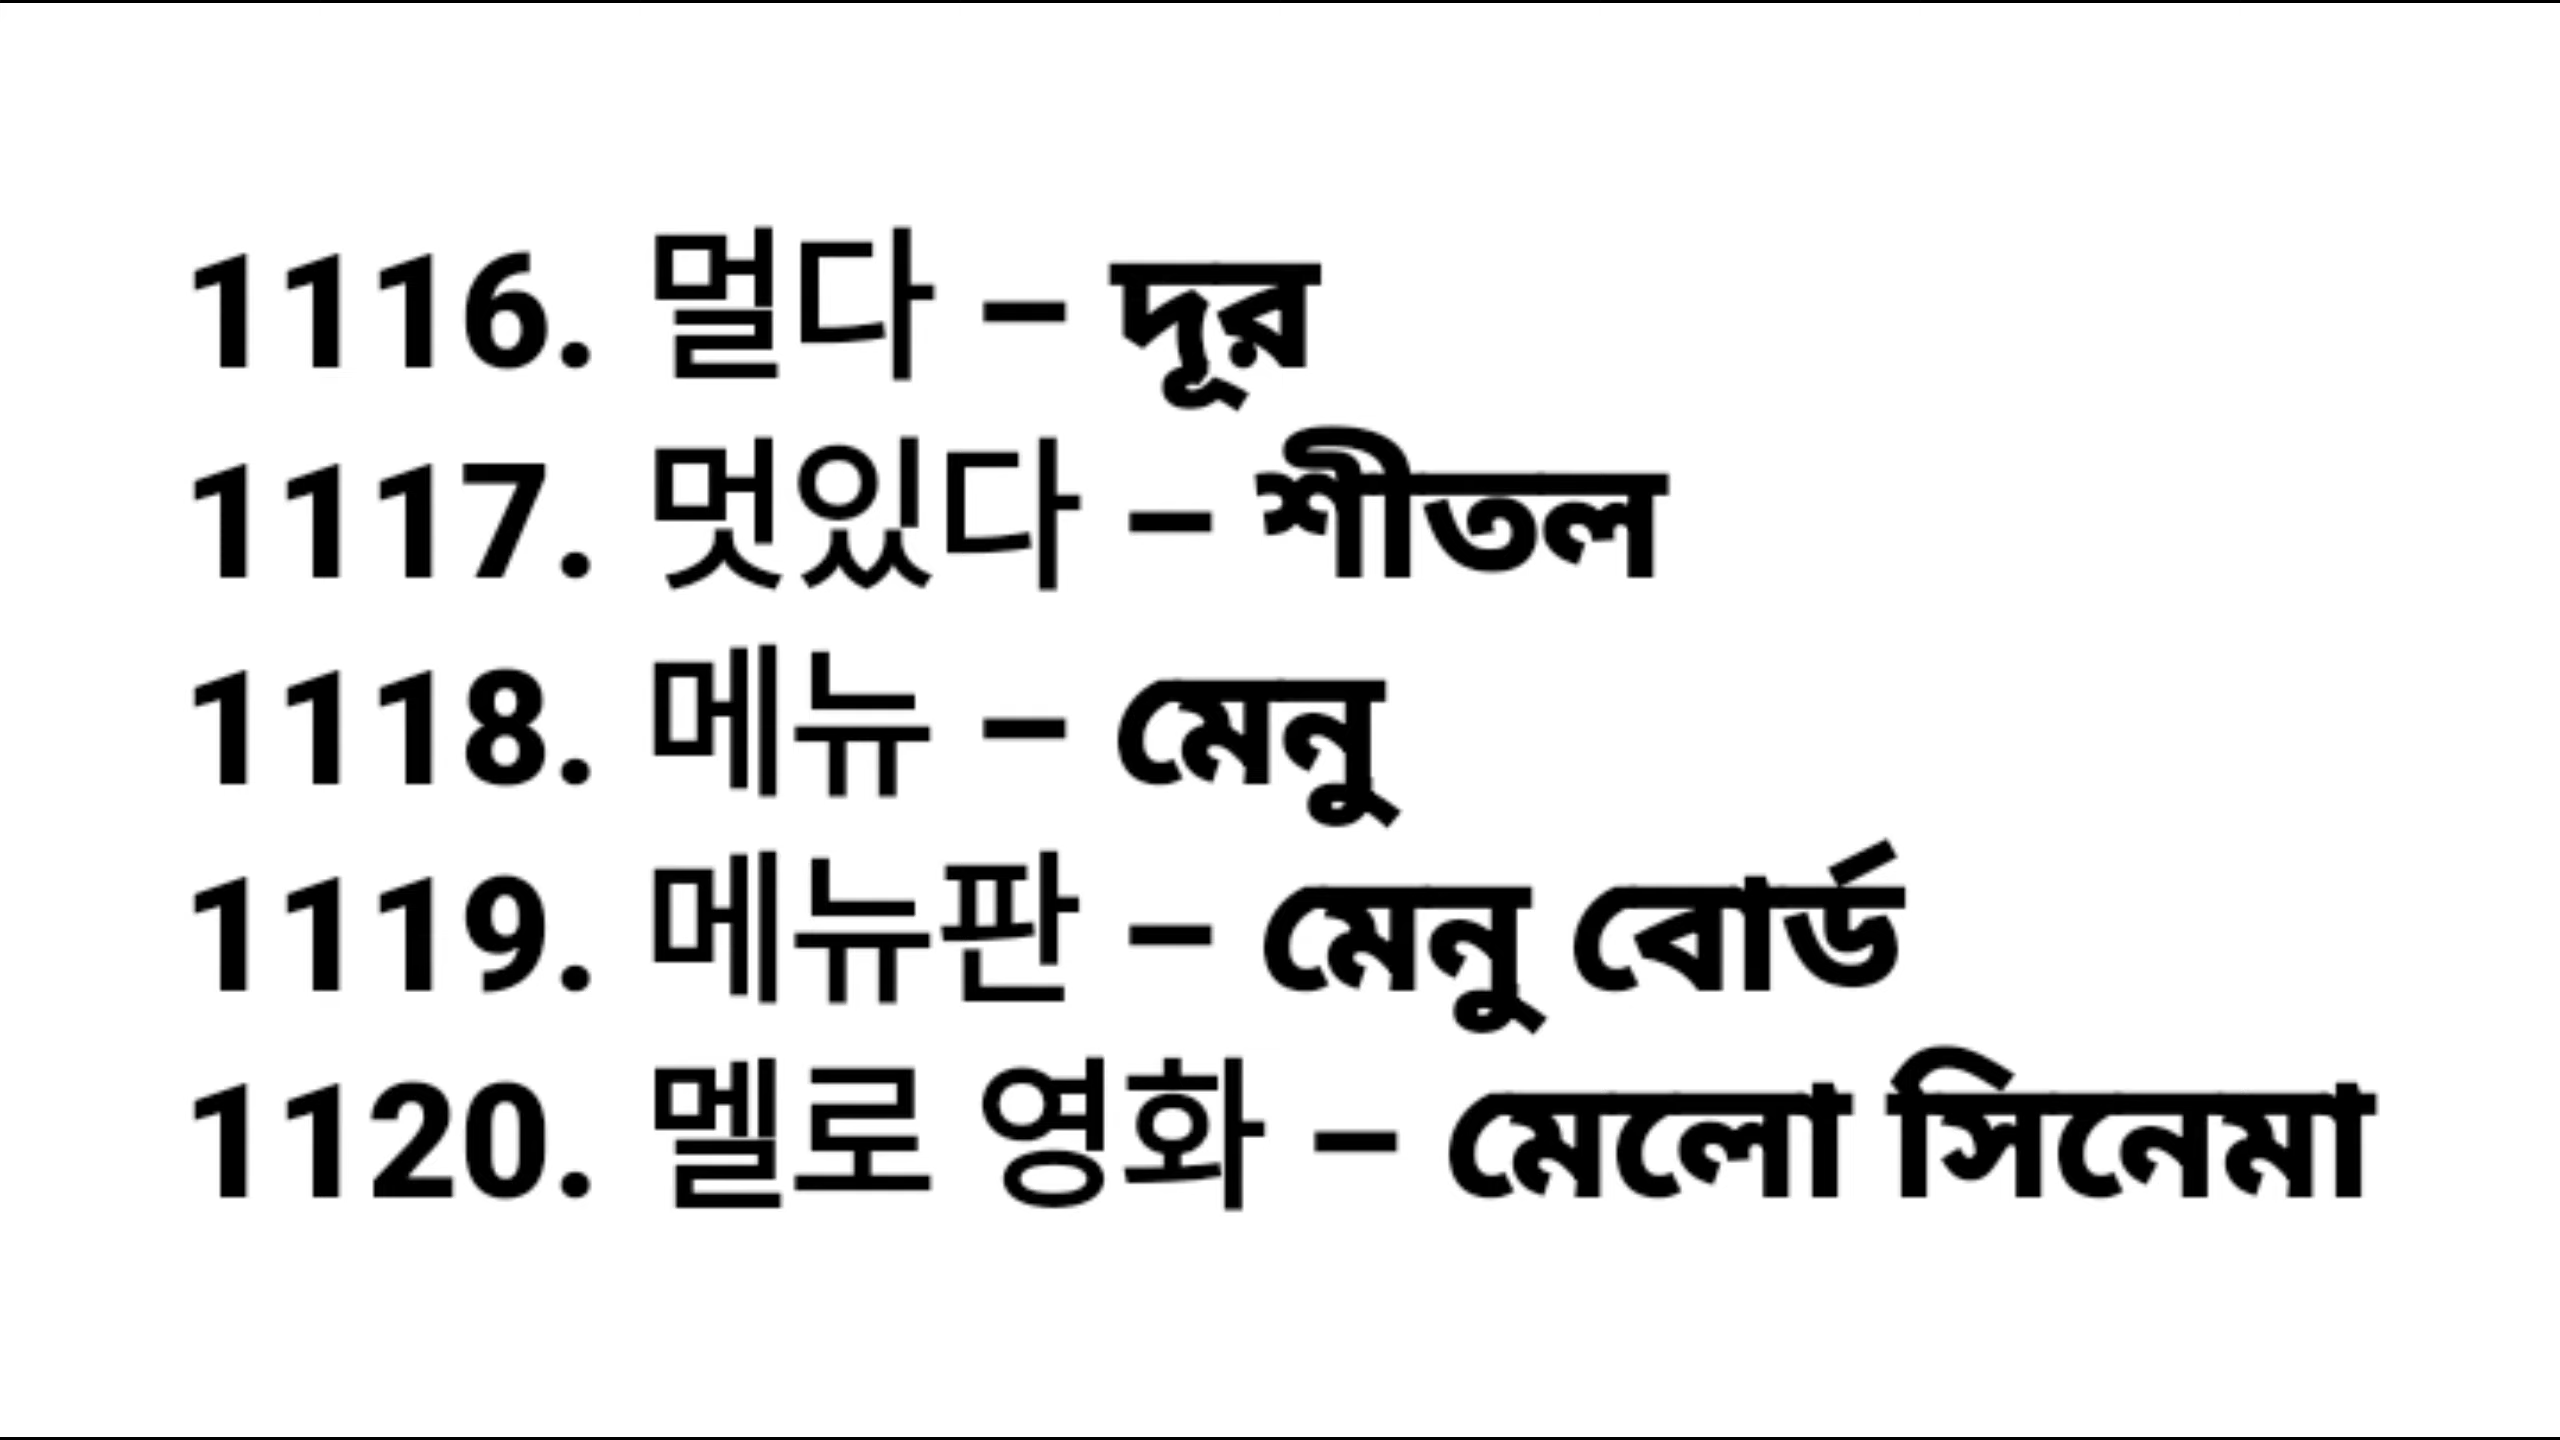 1116. 멀다 – দূর
1117. 멋있다 – শীতল
1118. 메뉴 – মেনু
1119. 메뉴판 – মেনু বোর্ড
1120. 멜로 영화 – মেলো সিনেমা